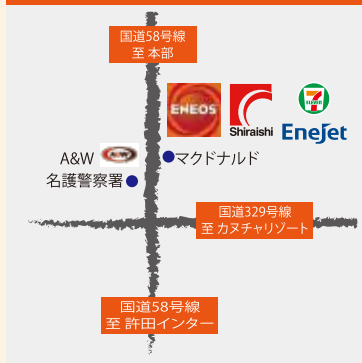 国道58号線
至 本部
ENEOS
Shiraishi
7
ELEVEN
EneJet
A&W
A&W
マクドナルド
名護警察署
国道329号線
至 カヌチャリゾート
国道58号線
至 許田インター